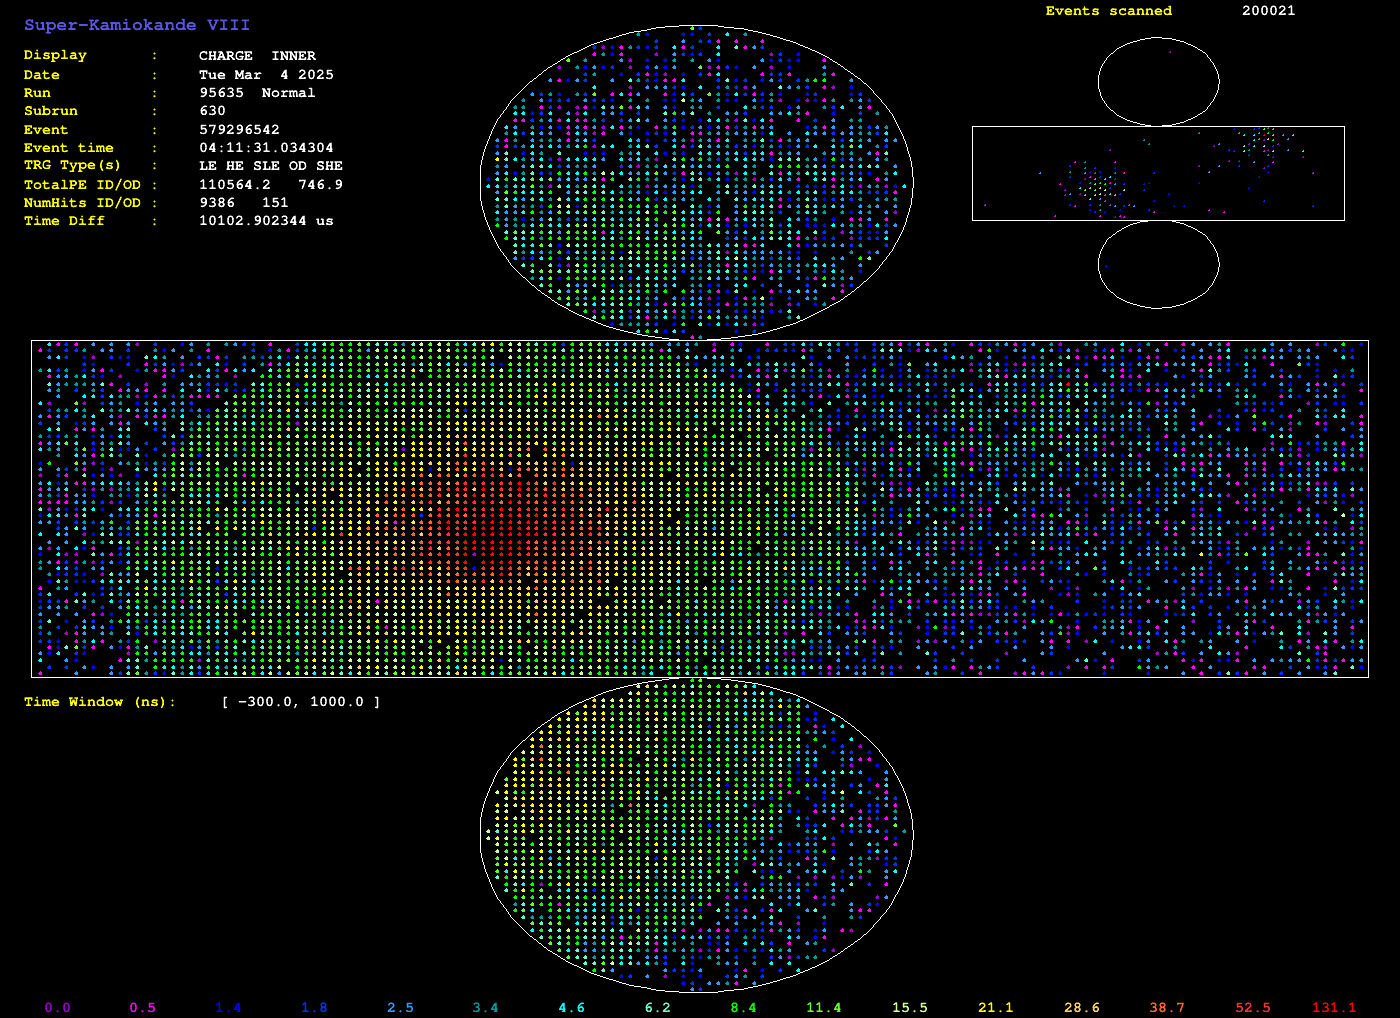 Super-Kamiokande VIII
Events scanned 200021
Display : CHARGE INNER
Date : Tue Mar 4 2025
Run : 95635 Normal
Subrun : 630
Event : 579296542
Event time : 04:11:31.034304
TRG Type(s) : LE HE SLE OD SHE
TotalPE ID/OD : 110564.2 746.9
NumHits ID/OD : 9386 151
Time Diff : 10102.902344 us
Time Window (ns): [ -300.0, 1000.0 ]
0.0 0.5 1.4 1.8 2.5 3.4 4.6 6.2 8.4 11.4 15.5 21.1 28.6 38.7 52.5 131.1